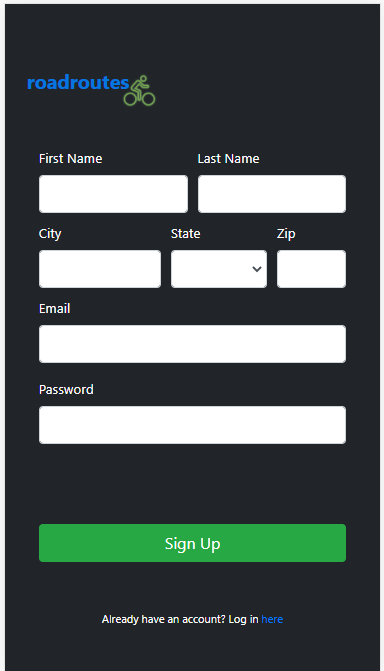 roadroutes
First Name Last Name
City State Zip
Email
Password
Sign Up
Already have an account? Log in here